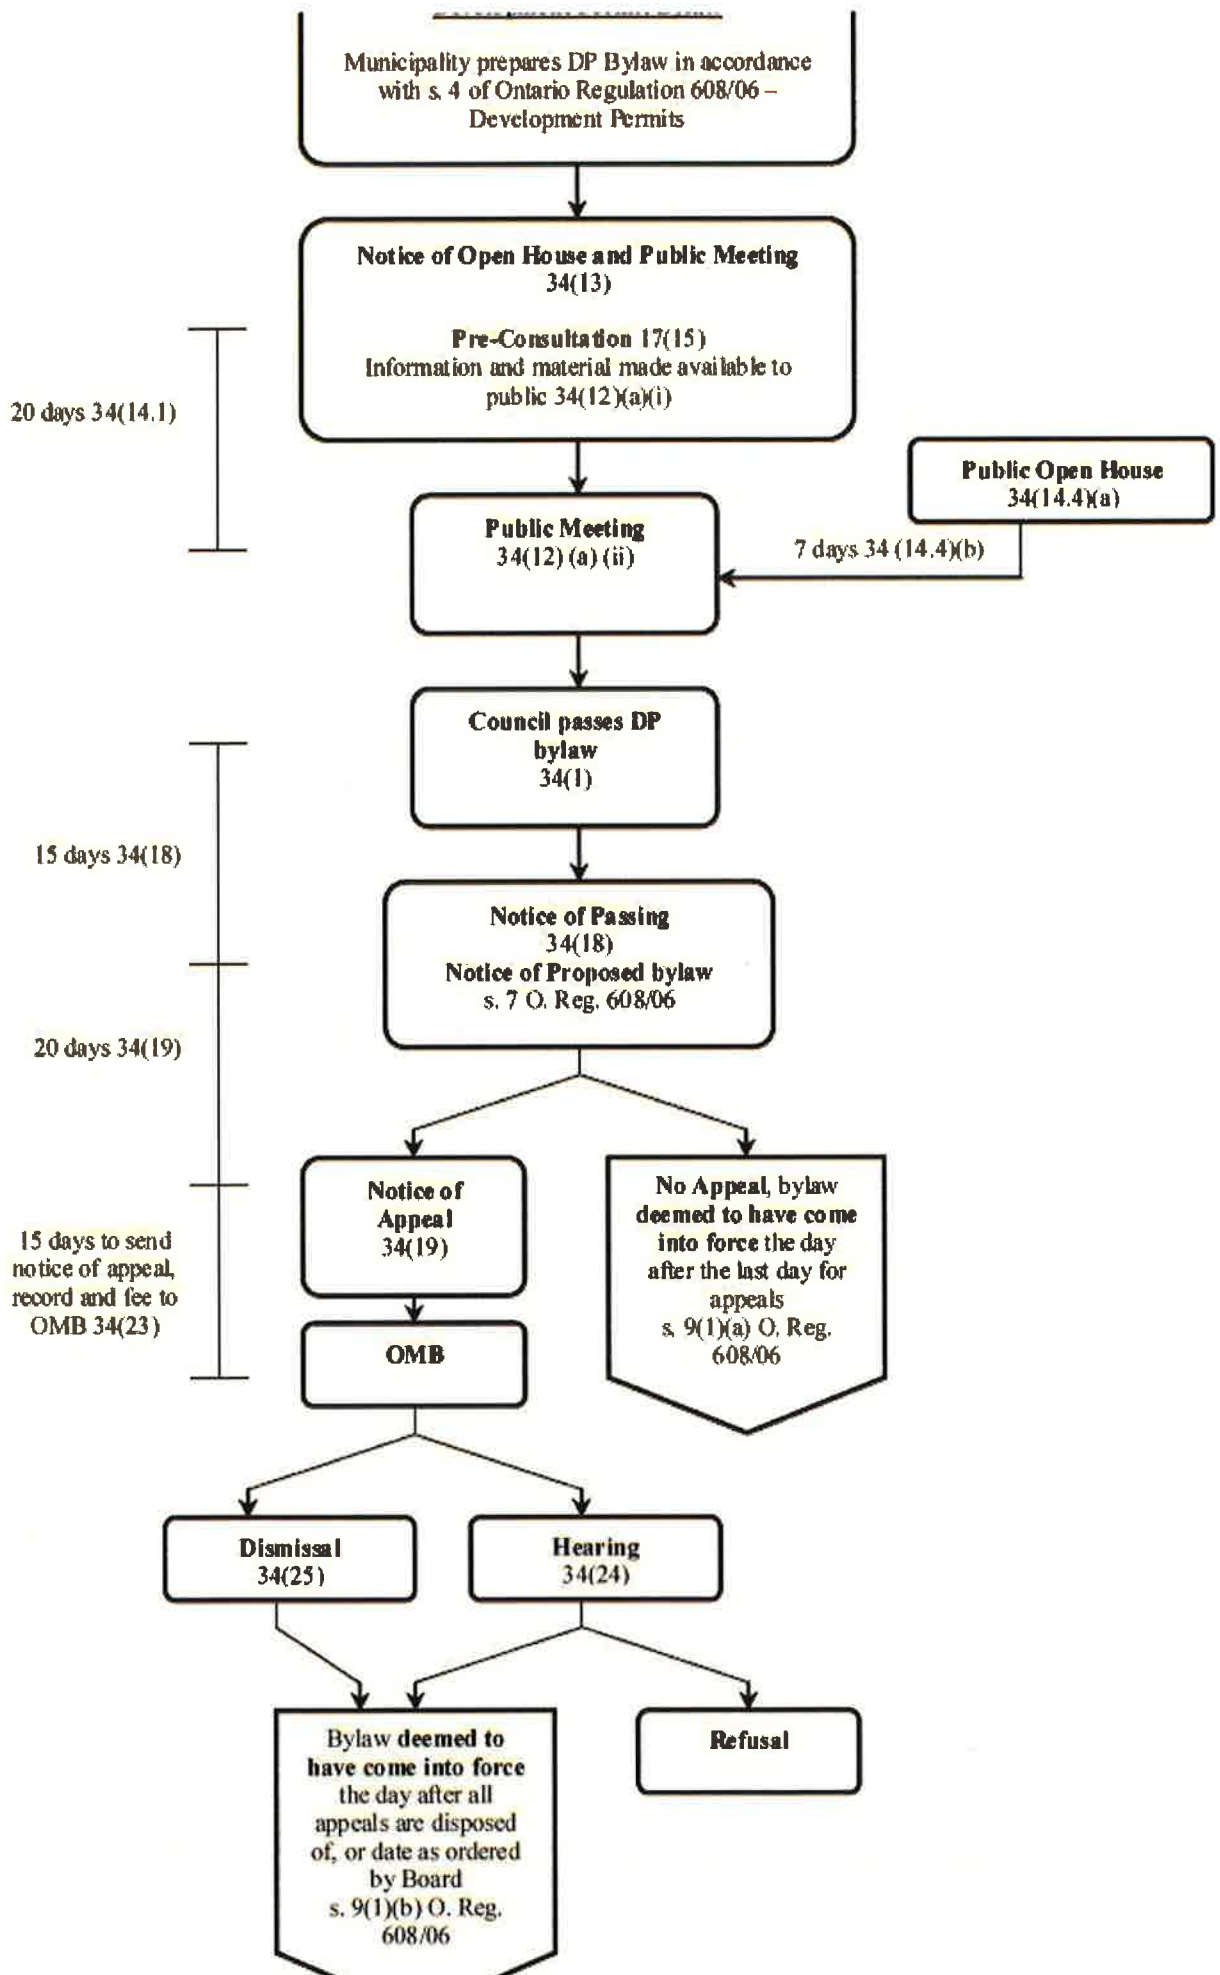 Municipality prepares DP Bylaw in accordance
with s. 4 of Ontario Regulation 608/06 –
Development Permits
Notice of Open House and Public Meeting
34(13)
Pre-Consultation 17(15)
Information and material made available to
public 34(12)(a)(i)
20 days 34(14.1)
Public Open House
34(14.4)(a)
Public Meeting
34(12) (a) (ii)
7 days 34 (14.4)(b)
Council passes DP
bylaw
34(1)
15 days 34(18)
Notice of Passing
34(18)
Notice of Proposed bylaw
s. 7 O. Reg. 608/06
20 days 34(19)
Notice of
Appeal
34(19)
No Appeal, bylaw
deemed to have come
into force the day
after the last day for
appeals
s. 9(1)(a) O. Reg.
608/06
15 days to send
notice of appeal,
record and fee to
OMB 34(23)
OMB
Dismissal
34(25)
Hearing
34(24)
Bylaw deemed to
have come into force
the day after all
appeals are disposed
of, or date as ordered
by Board
s. 9(1)(b) O. Reg.
608/06
Refusal